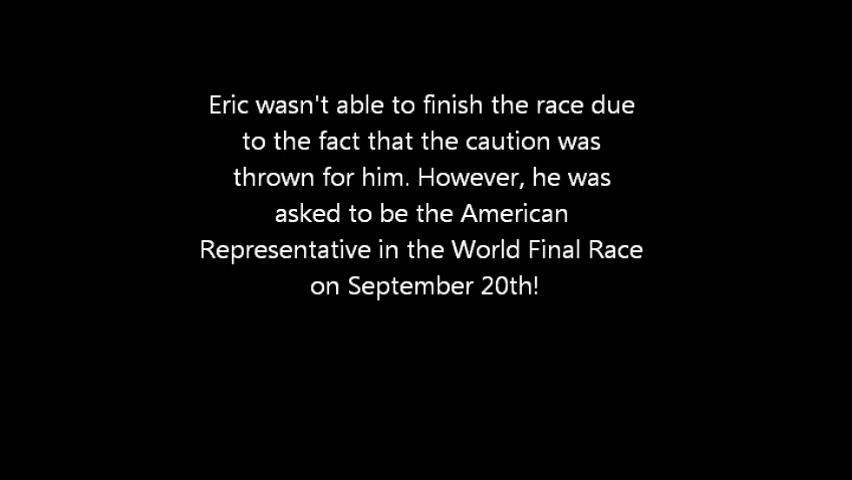 Eric wasn't able to finish the race due
to the fact that the caution was
thrown for him. However, he was
asked to be the American
Representative in the World Final Race
on September 20th!